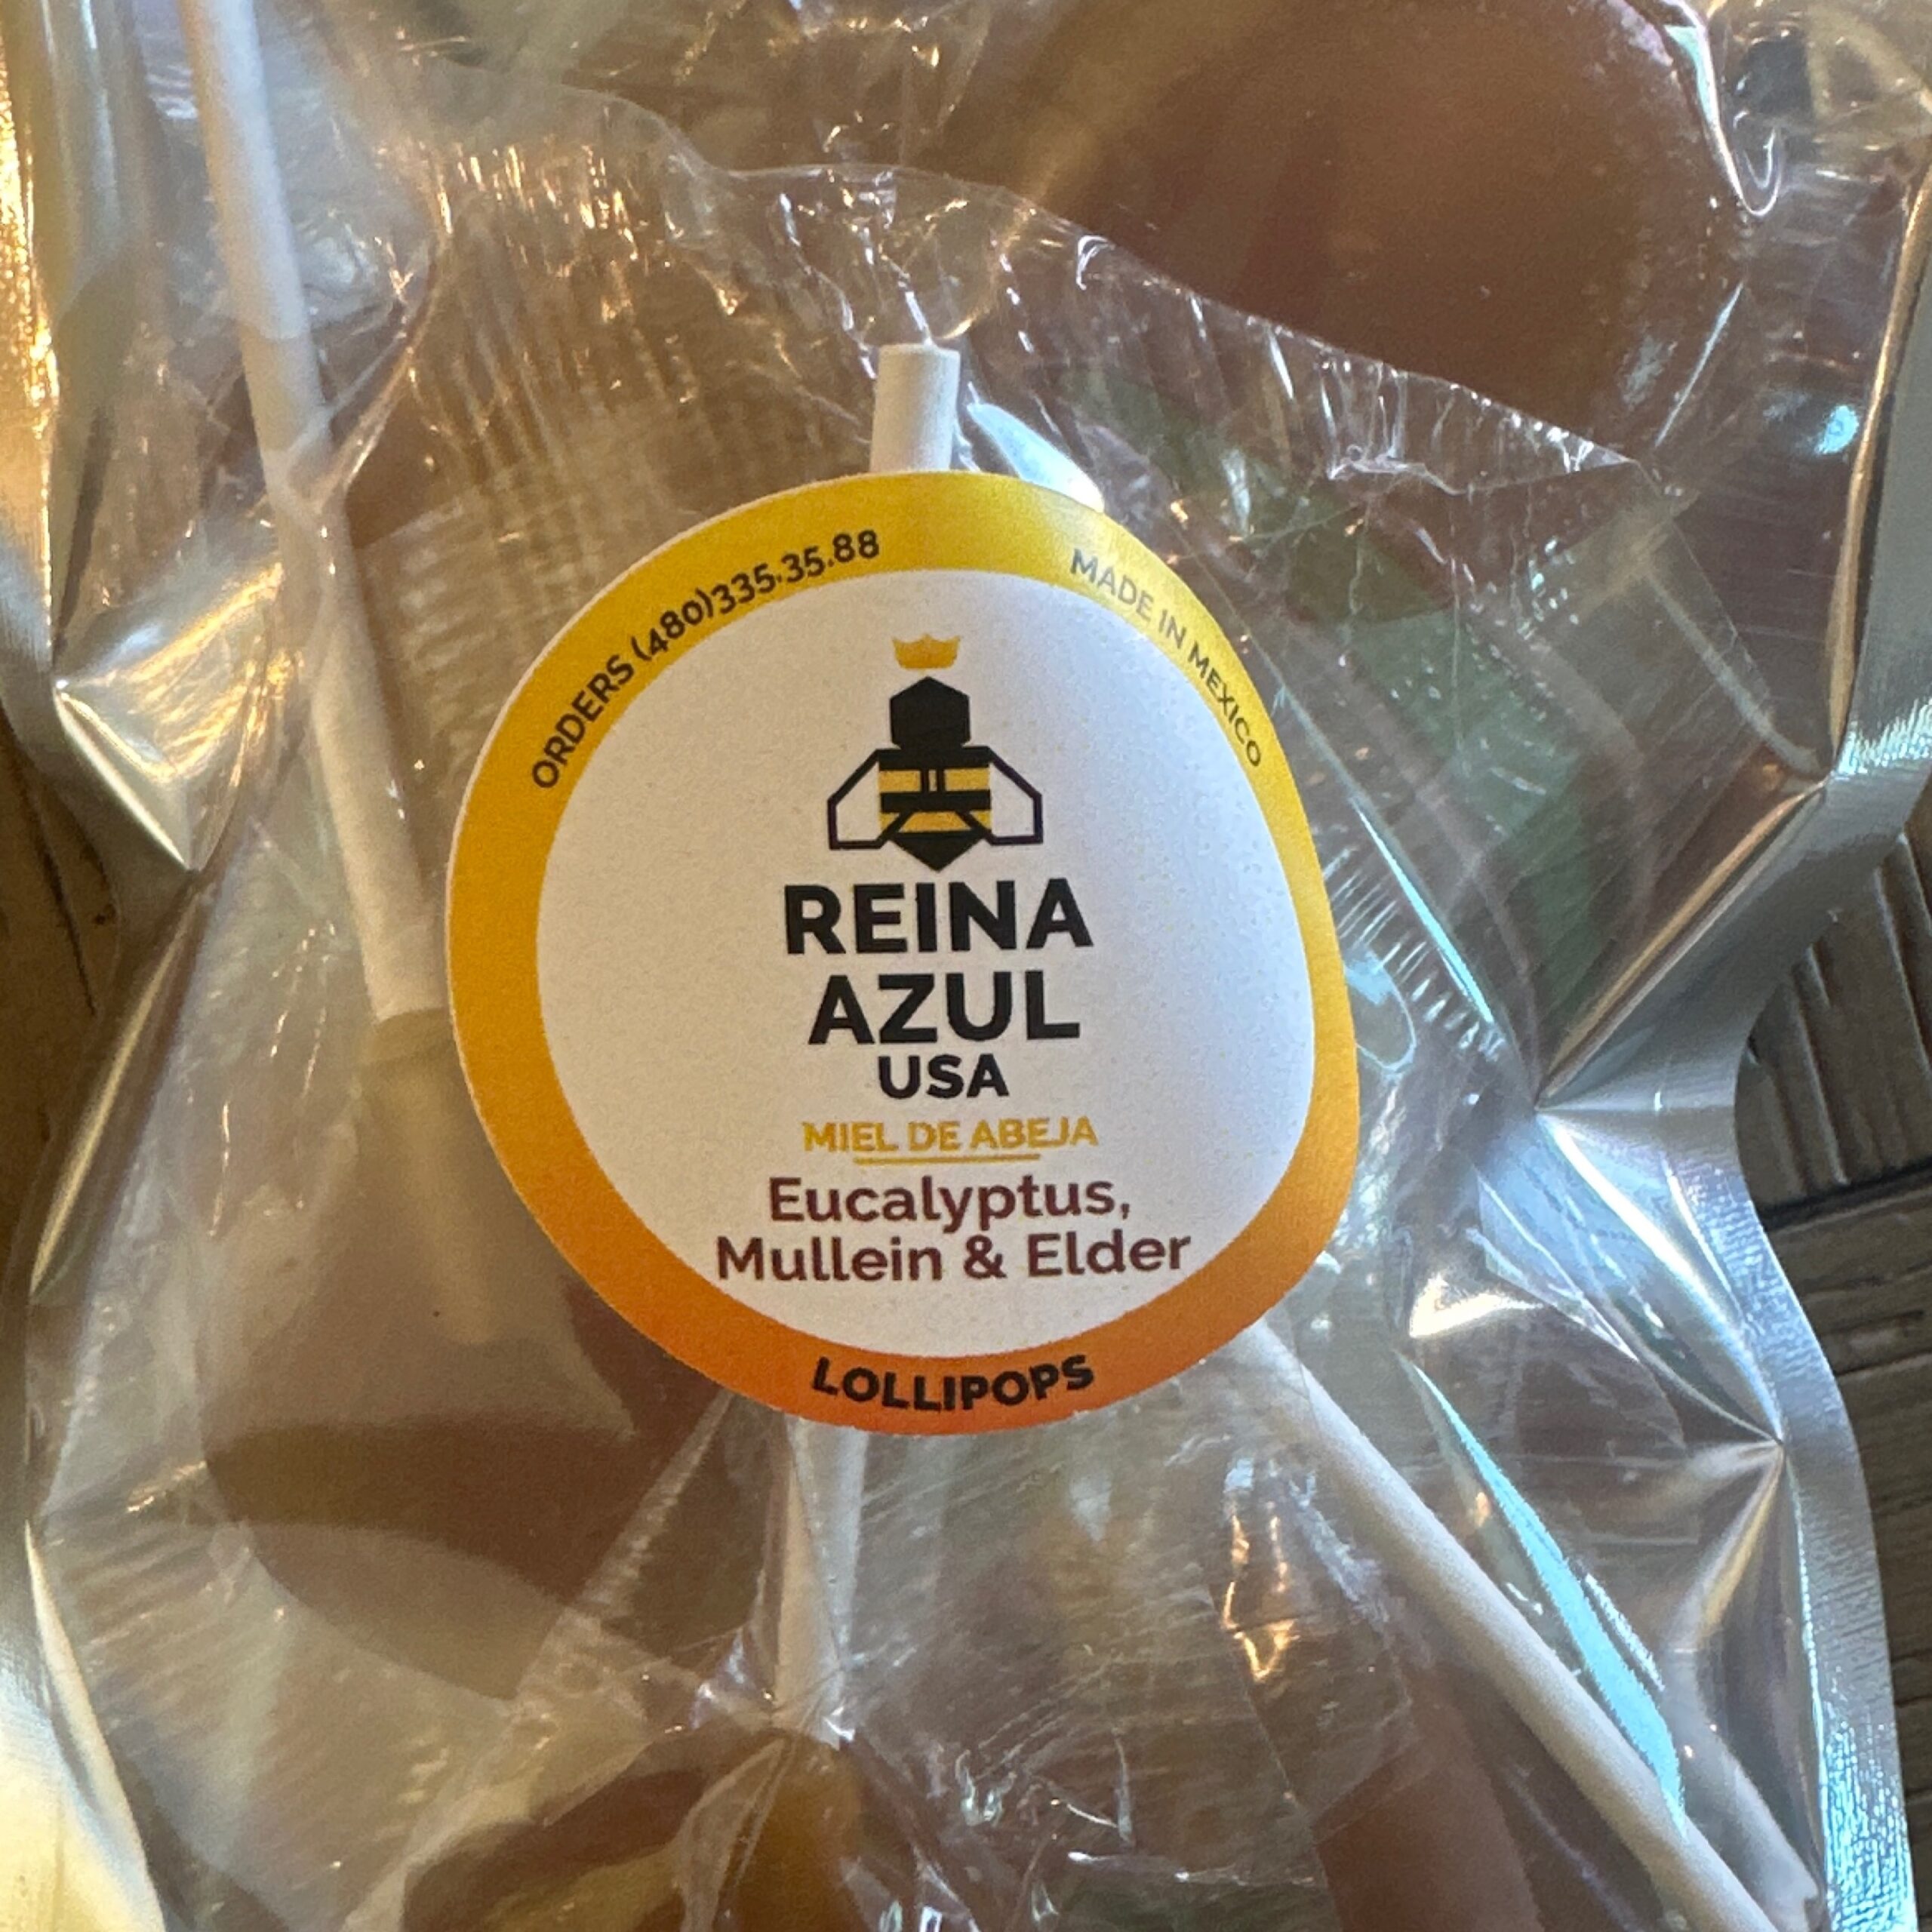 ORDERS (480)335.35.88
MADE IN MEXICO
REINA
AZUL
USA
MIEL DE ABEJA
Eucalyptus,
Mullein & Elder
LOLLIPOPS